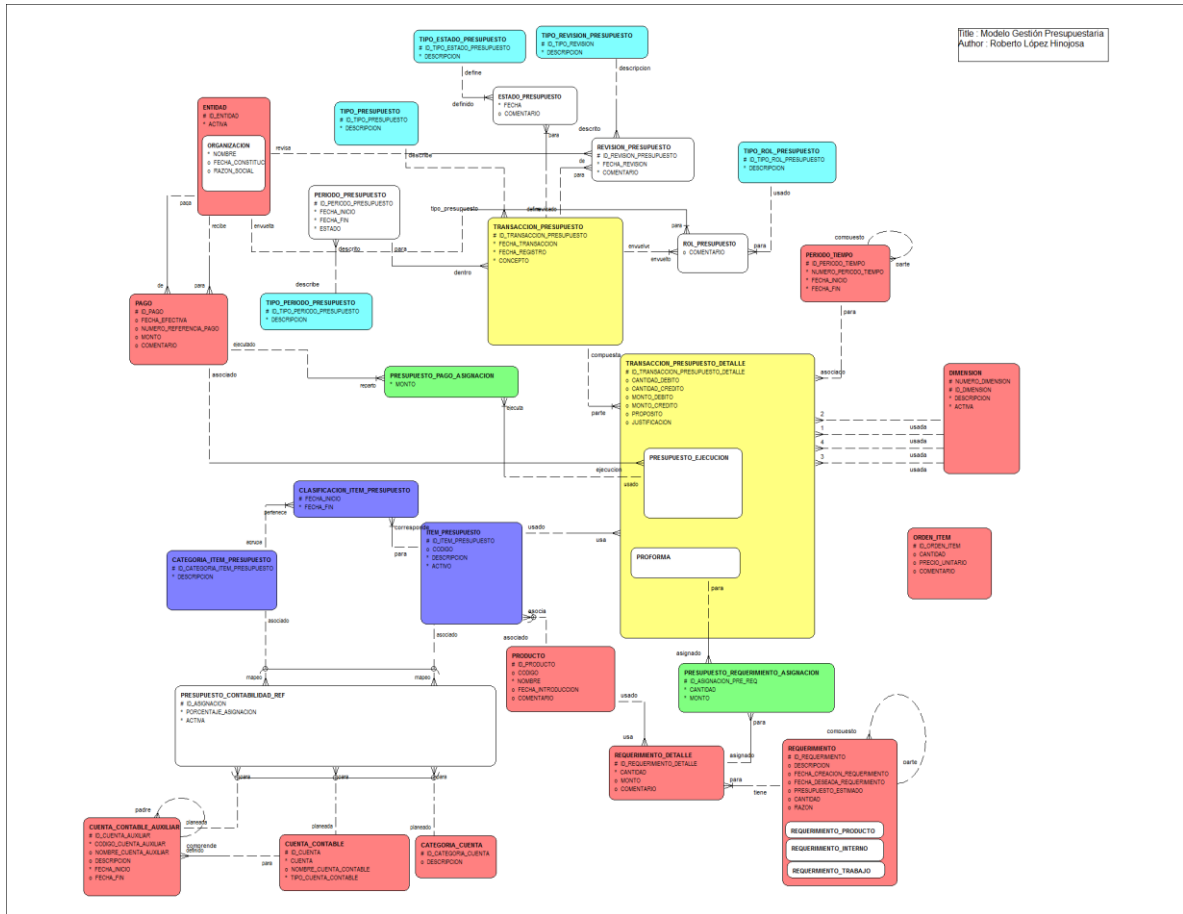 Title : Modelo Gestión Presupuestaria
Author : Roberto López Hinojosa
TIPO_ESTADO_PRESUPUESTO
# ID_TIPO_ESTADO_PRESUPUESTO
* DESCRIPCION
define
TIPO_REVISION_PRESUPUESTO
# ID_TIPO_REVISION
* DESCRIPCION
descripcion
definido
ESTADO_PRESUPUESTO
* FECHA
o COMENTARIO
para
ENTIDAD
# ID_ENTIDAD
* ACTIVA
ORGANIZACION
* NOMBRE
o FECHA_CONSTITUC
o RAZON_SOCIAL
TIPO_PRESUPUESTO
# ID_TIPO_PRESUPUESTO
* DESCRIPCION
describe
revisa
descrito
REVISION_PRESUPUESTO
# ID_REVISION_PRESUPUESTO
* FECHA_REVISION
* COMENTARIO
de
para
TIPO_ROL_PRESUPUESTO
# ID_TIPO_ROL_PRESUPUESTO
* DESCRIPCION
usado
paga
recibe
envuelta
PERIODO_PRESUPUESTO
# ID_PERIODO_PRESUPUESTO
* FECHA_INICIO
* FECHA_FIN
* ESTADO
descrito
para
tipo_presupuesto
TRANSACCION_PRESUPUESTO
# ID_TRANSACCION_PRESUPUESTO
* FECHA_TRANSACCION
* FECHA_REGISTRO
* CONCEPTO
dentro
envuelve
envuelto
para
ROL_PRESUPUESTO
o COMENTARIO
para
compuesto
parte
PERIODO_TIEMPO
# ID_PERIODO_TIEMPO
* NUMERO_PERIODO_TIEMPO
* FECHA_INICIO
* FECHA_FIN
para
asociado
describe
TIPO_PERIODO_PRESUPUESTO
# ID_TIPO_PERIODO_PRESUPUESTO
* DESCRIPCION
de
para
PAGO
# ID_PAGO
o FECHA_EFECTIVA
o NUMERO_REFERENCIA_PAGO
o MONTO
o COMENTARIO
ejecutado
asociado
reparto
PRESUPUESTO_PAGO_ASIGNACION
* MONTO
ejecuta
compuesta
parte
TRANSACCION_PRESUPUESTO_DETALLE
# ID_TRANSACCION_PRESUPUESTO_DETALLE
o CANTIDAD_DEBITO
o CANTIDAD_CREDITO
o MONTO_DEBITO
o MONTO_CREDITO
o PROPOSITO
o JUSTIFICACION
PRESUPUESTO_EJECUCION
ejecucion
usado
PROFORMA
para
DIMENSION
# NUMERO_DIMENSION
# ID_DIMENSION
* DESCRIPCION
* ACTIVA
2
usada
1
usada
4
usada
3
usada
CLASIFICACION_ITEM_PRESUPUESTO
# FECHA_INICIO
* FECHA_FIN
pertenece
corresponde
para
CATEGORIA_ITEM_PRESUPUESTO
# ID_CATEGORIA_ITEM_PRESUPUESTO
* DESCRIPCION
asociado
ITEM_PRESUPUESTO
# ID_ITEM_PRESUPUESTO
o CODIGO
* DESCRIPCION
* ACTIVO
usado
usa
asociado
asocia
asociado
ORDEN_ITEM
# ID_ORDEN_ITEM
o CANTIDAD
o PRECIO_UNITARIO
o COMENTARIO
PRODUCTO
# ID_PRODUCTO
o CODIGO
* NOMBRE
o FECHA_INTRODUCCION
o COMENTARIO
usado
usa
asignado
PRESUPUESTO_REQUERIMIENTO_ASIGNACION
# ID_ASIGNACION_PRE_REQ
* CANTIDAD
* MONTO
para
asignado
mapeo
mapeo
PRESUPUESTO_CONTABILIDAD_REF
# ID_ASIGNACION
* PORCENTAJE_ASIGNACION
* ACTIVA
para
para
para
REQUERIMIENTO_DETALLE
# ID_REQUERIMIENTO_DETALLE
* CANTIDAD
o MONTO
o COMENTARIO
para
tiene
compuesto
parte
REQUERIMIENTO
# ID_REQUERIMIENTO
o DESCRIPCION
o FECHA_CREACION_REQUERIMIENTO
o FECHA_DESEADA_REQUERIMIENTO
o PRESUPUESTO_ESTIMADO
o CANTIDAD
o RAZON
REQUERIMIENTO_PRODUCTO
REQUERIMIENTO_INTERNO
REQUERMIENTO_TRABAJO
padre
planeada
comprende
definido
CUENTA_CONTABLE_AUXILIAR
# ID_CUENTA_AUXILIAR
* CODIGO_CUENTA_AUXILIAR
o NOMBRE_CUENTA_AUXILIAR
o DESCRIPCION
* FECHA_INICIO
o FECHA_FIN
para
planeada
CUENTA_CONTABLE
# ID_CUENTA
* CUENTA
o NOMBRE_CUENTA_CONTABLE
* TIPO_CUENTA_CONTABLE
planeada
CATEGORIA_CUENTA
# ID_CATEGORIA_CUENTA
o DESCRIPCION